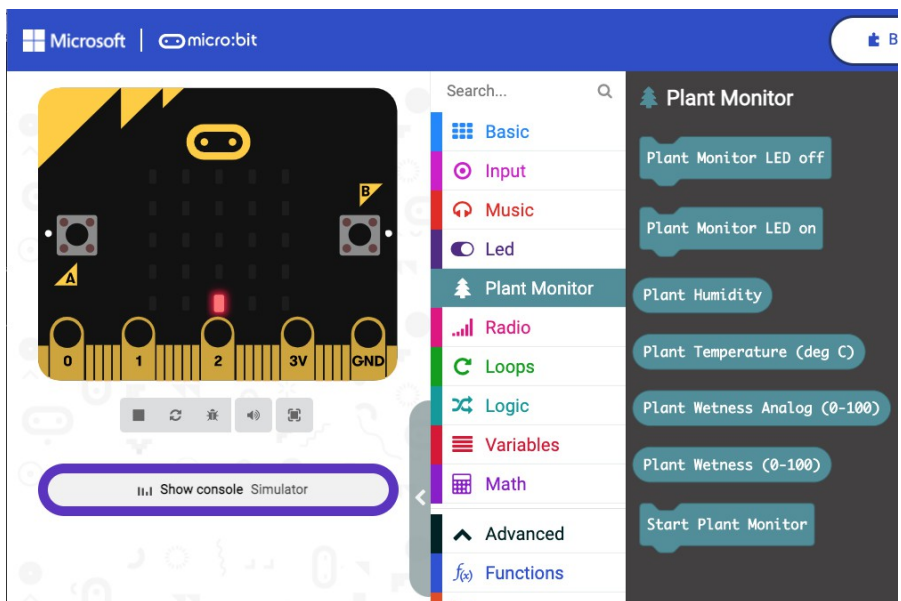 Microsoft micro:bit
B
B
A
0 1 2 3V GND
Show console Simulator
Search...
Basic
Input
Music
Led
Plant Monitor
Radio
Loops
Logic
Variables
Math
Advanced
f(x) Functions
Plant Monitor
Plant Monitor LED off
Plant Monitor LED on
Plant Humidity
Plant Temperature (deg C)
Plant Wetness Analog (0-100)
Plant Wetness (0-100)
Start Plant Monitor